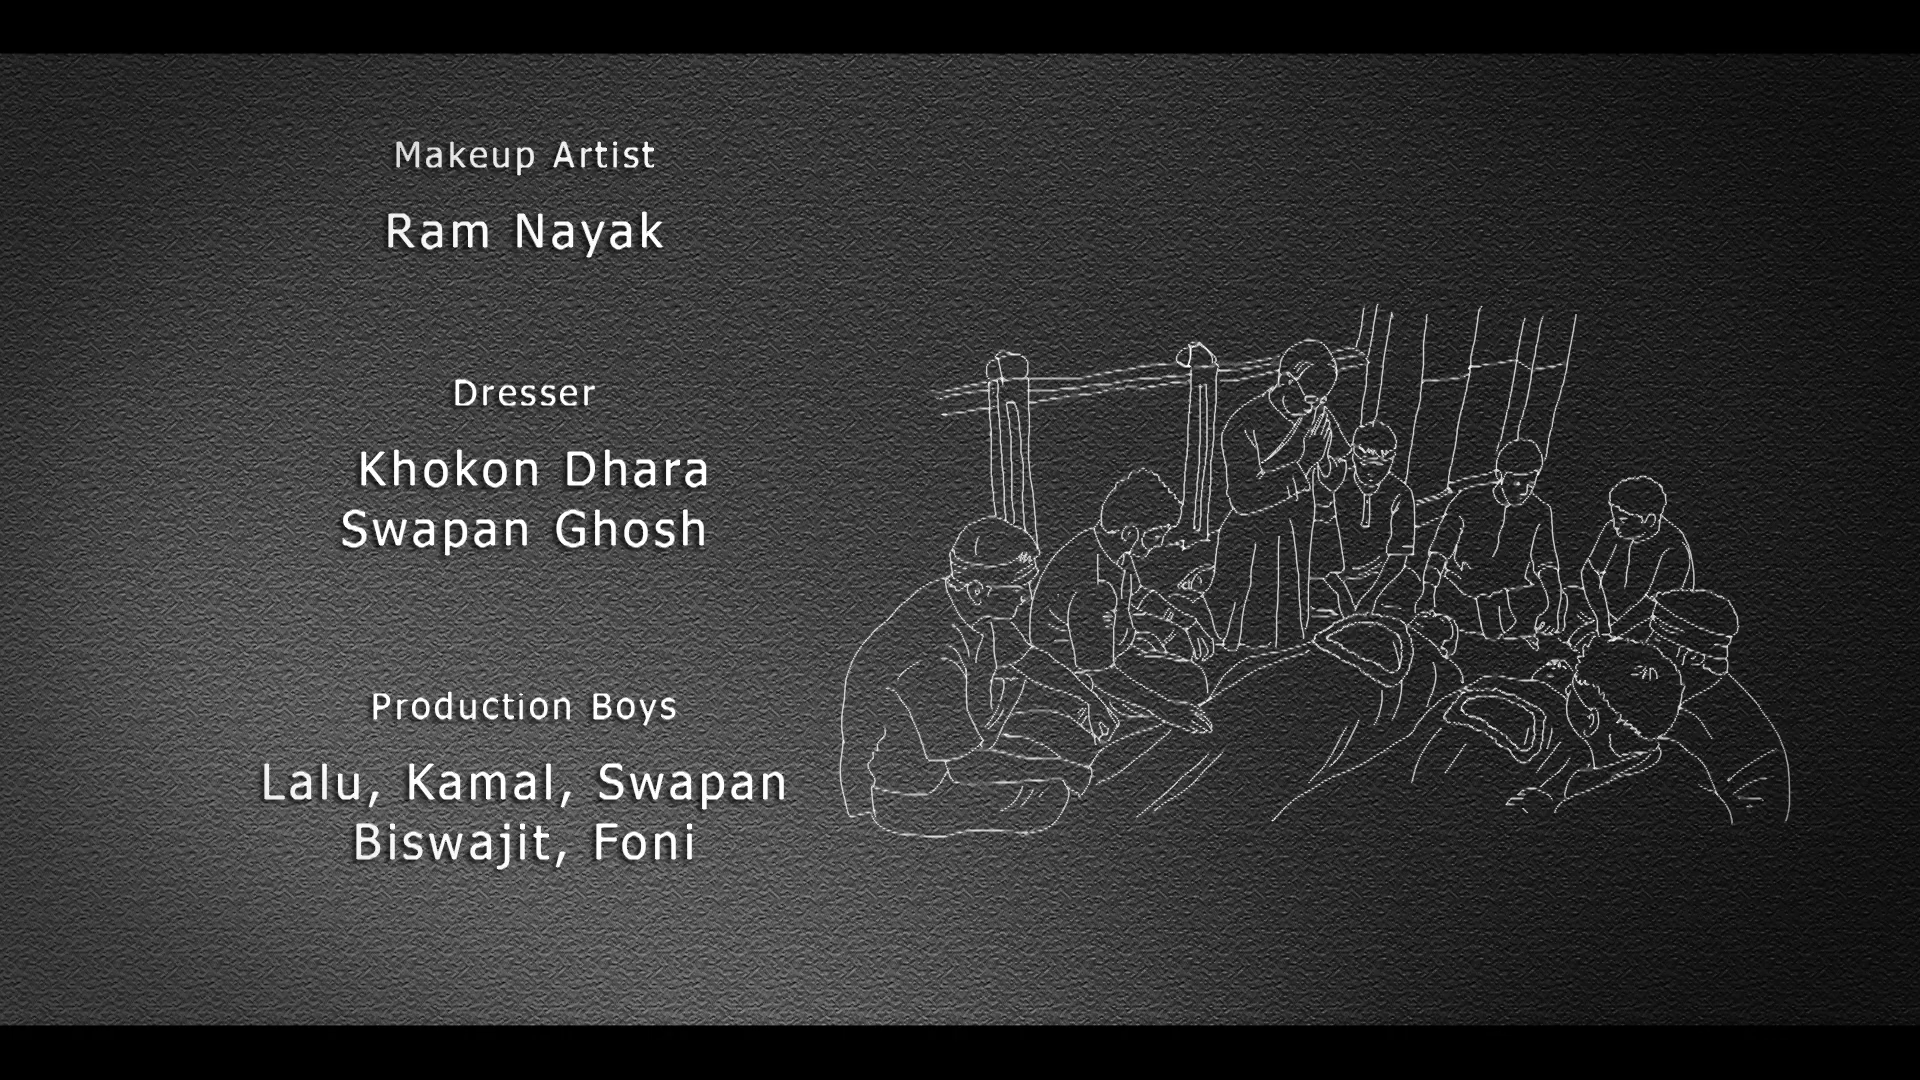 Makeup Artist
Ram Nayak
Dresser
Khokon Dhara
Swapan Ghosh
Production Boys
Lalu, Kamal, Swapan
Biswajit, Foni